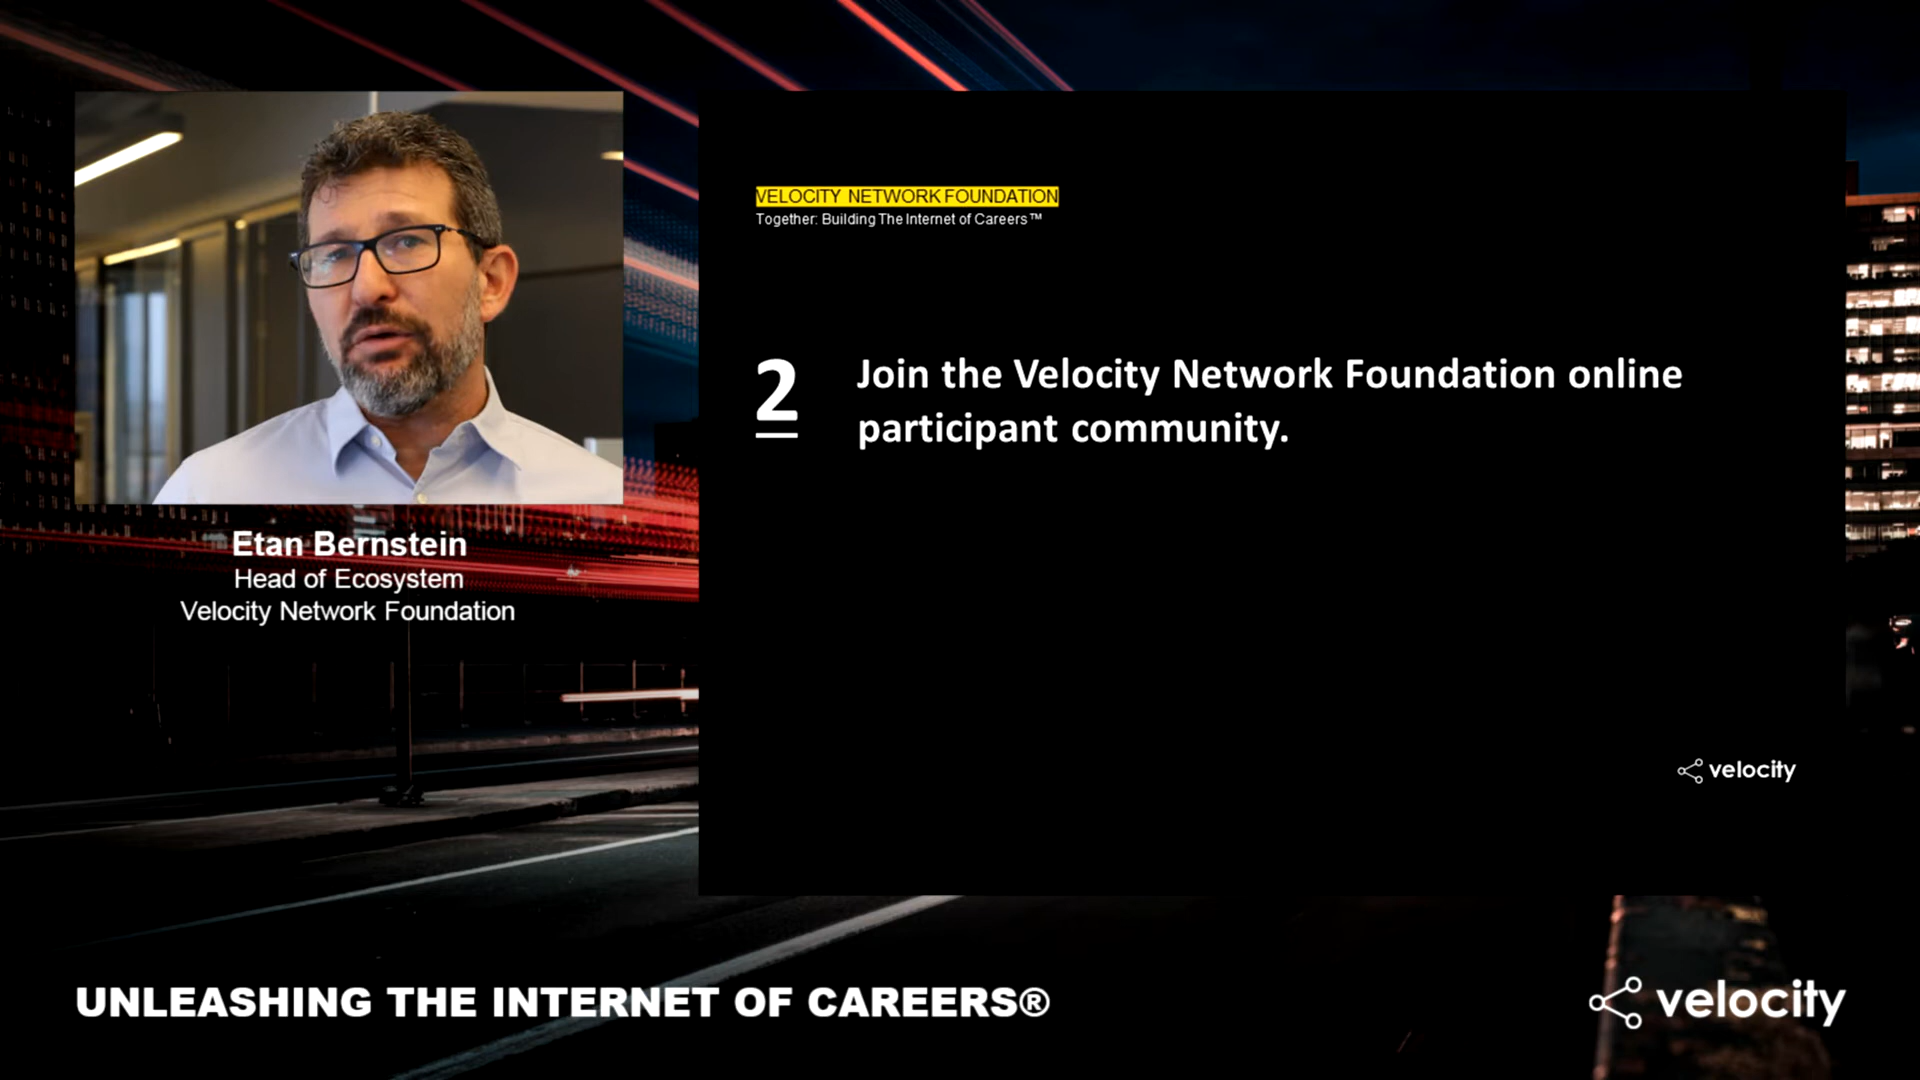 Etan Bernstein
Head of Ecosystem
Velocity Network Foundation
VELOCITY NETWORK FOUNDATION
Together: Building The Internet of Careers™
2
Join the Velocity Network Foundation online
participant community.
velocity
UNLEASHING THE INTERNET OF CAREERS®
velocity